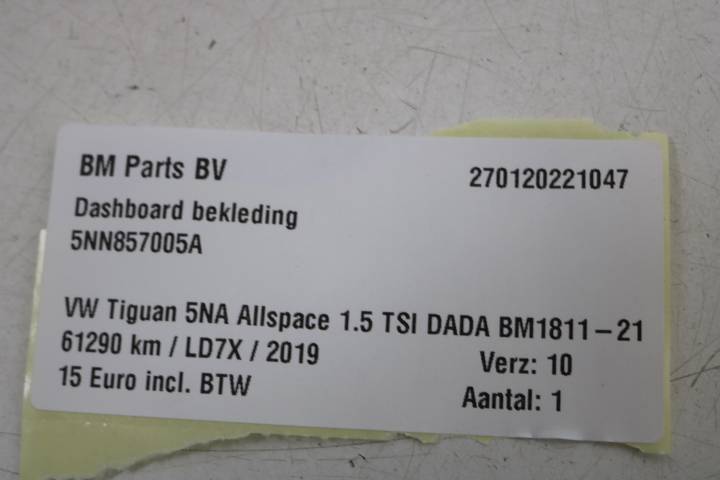 BM Parts BV 270120221047
Dashboard bekleding
5NN857005A
VW Tiguan 5NA Allspace 1.5 TSI DADA BM1811-21
61290 km / LD7X / 2019 Verz: 10
15 Euro incl. BTW Aantal: 1